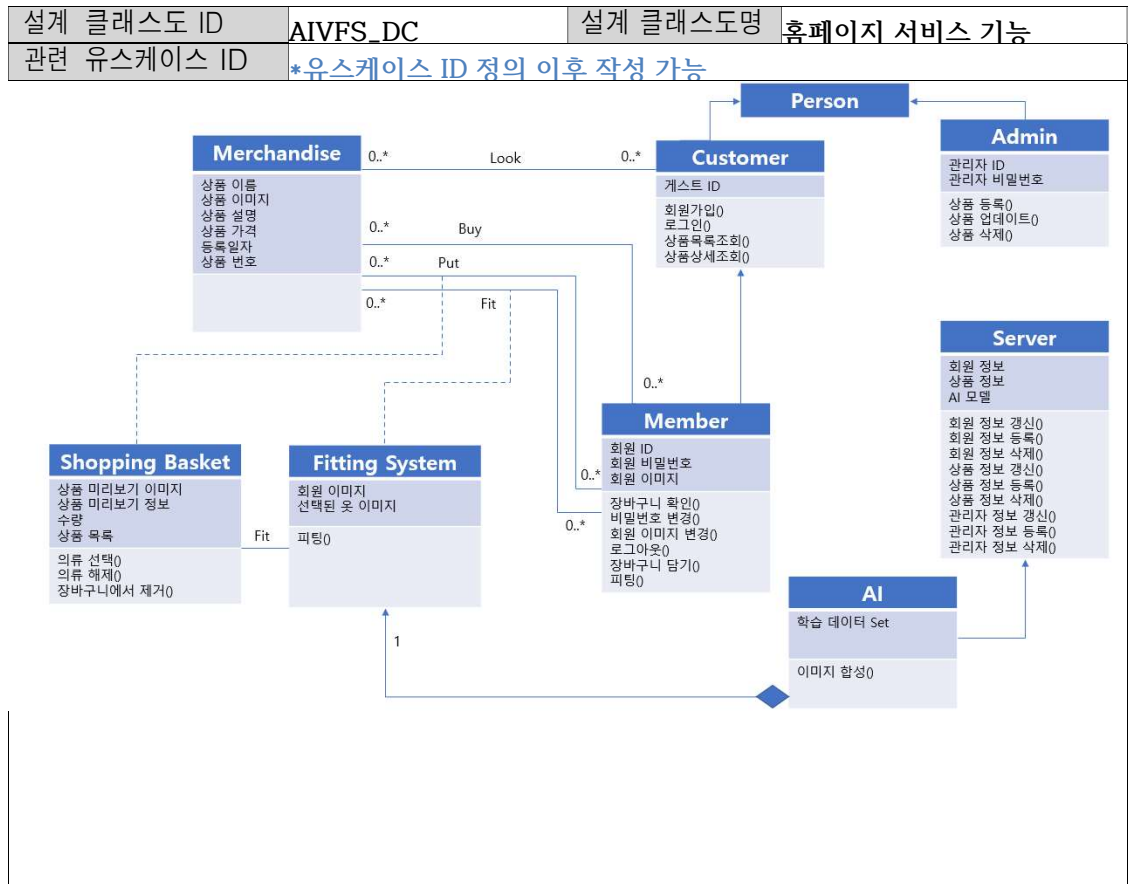 설계 클래스도 ID
AIVFS_DC
설계 클래스도명
홈페이지 서비스 기능
관련 유스케이스 ID
*유스케이스 ID 정의 이후 작성 가능
Person
Merchandise
상품 이름
상품 이미지
상품 설명
상품 가격
등록일자
상품 번호
0..*
Look
0..*
0..*
Buy
0..*
Put
0..*
Fit
Customer
게스트 ID
회원가입()
로그인()
상품목록조회()
상품상세조회()
Admin
관리자 ID
관리자 비밀번호
상품 등록()
상품 업데이트()
상품 삭제()
Server
회원 정보
상품 정보
AI 모델
회원 정보 갱신()
회원 정보 등록()
회원 정보 삭제()
상품 정보 갱신()
상품 정보 등록()
상품 정보 삭제()
관리자 정보 갱신()
관리자 정보 등록()
관리자 정보 삭제()
0..*
0..*
0..*
Member
회원 ID
회원 비밀번호
회원 이미지
장바구니 확인()
비밀번호 변경()
회원 이미지 변경()
로그아웃()
장바구니 담기()
피팅()
Shopping Basket
상품 미리보기 이미지
상품 미리보기 정보
수량
상품 목록
의류 선택()
의류 해제()
장바구니에서 제거()
Fit
Fitting System
회원 이미지
선택된 옷 이미지
피팅()
1
AI
학습 데이터 Set
이미지 합성()